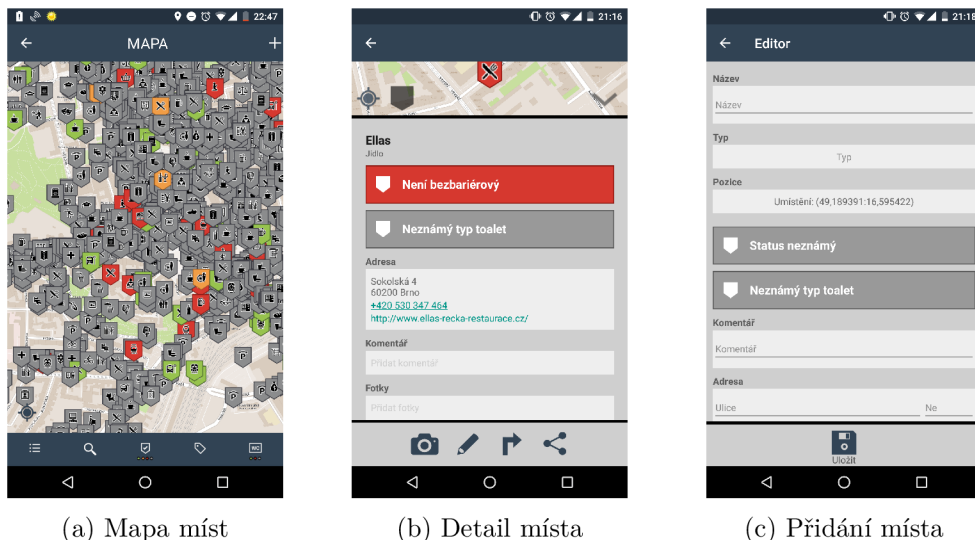 22:47
MAPA
WC
(a) Mapa míst
21:16
Ellas
Jídlo
Není bezbariérový
Neznámý typ toalet
Adresa
Sokolská 4
60200 Brno
+420 530 347 464
http://www.ellas-recka-restaurace.cz/
Komentář
Přidat komentář
Fotky
Přidat fotky
(b) Detail místa
21:18
Editor
Název
Název
Typ
Typ
Pozice
Umístění: (49,189391:16,595422)
Status neznámý
Neznámý typ toalet
Komentář
Komentář
Adresa
Ulice
Ne
Uložit
(c) Přidání místa